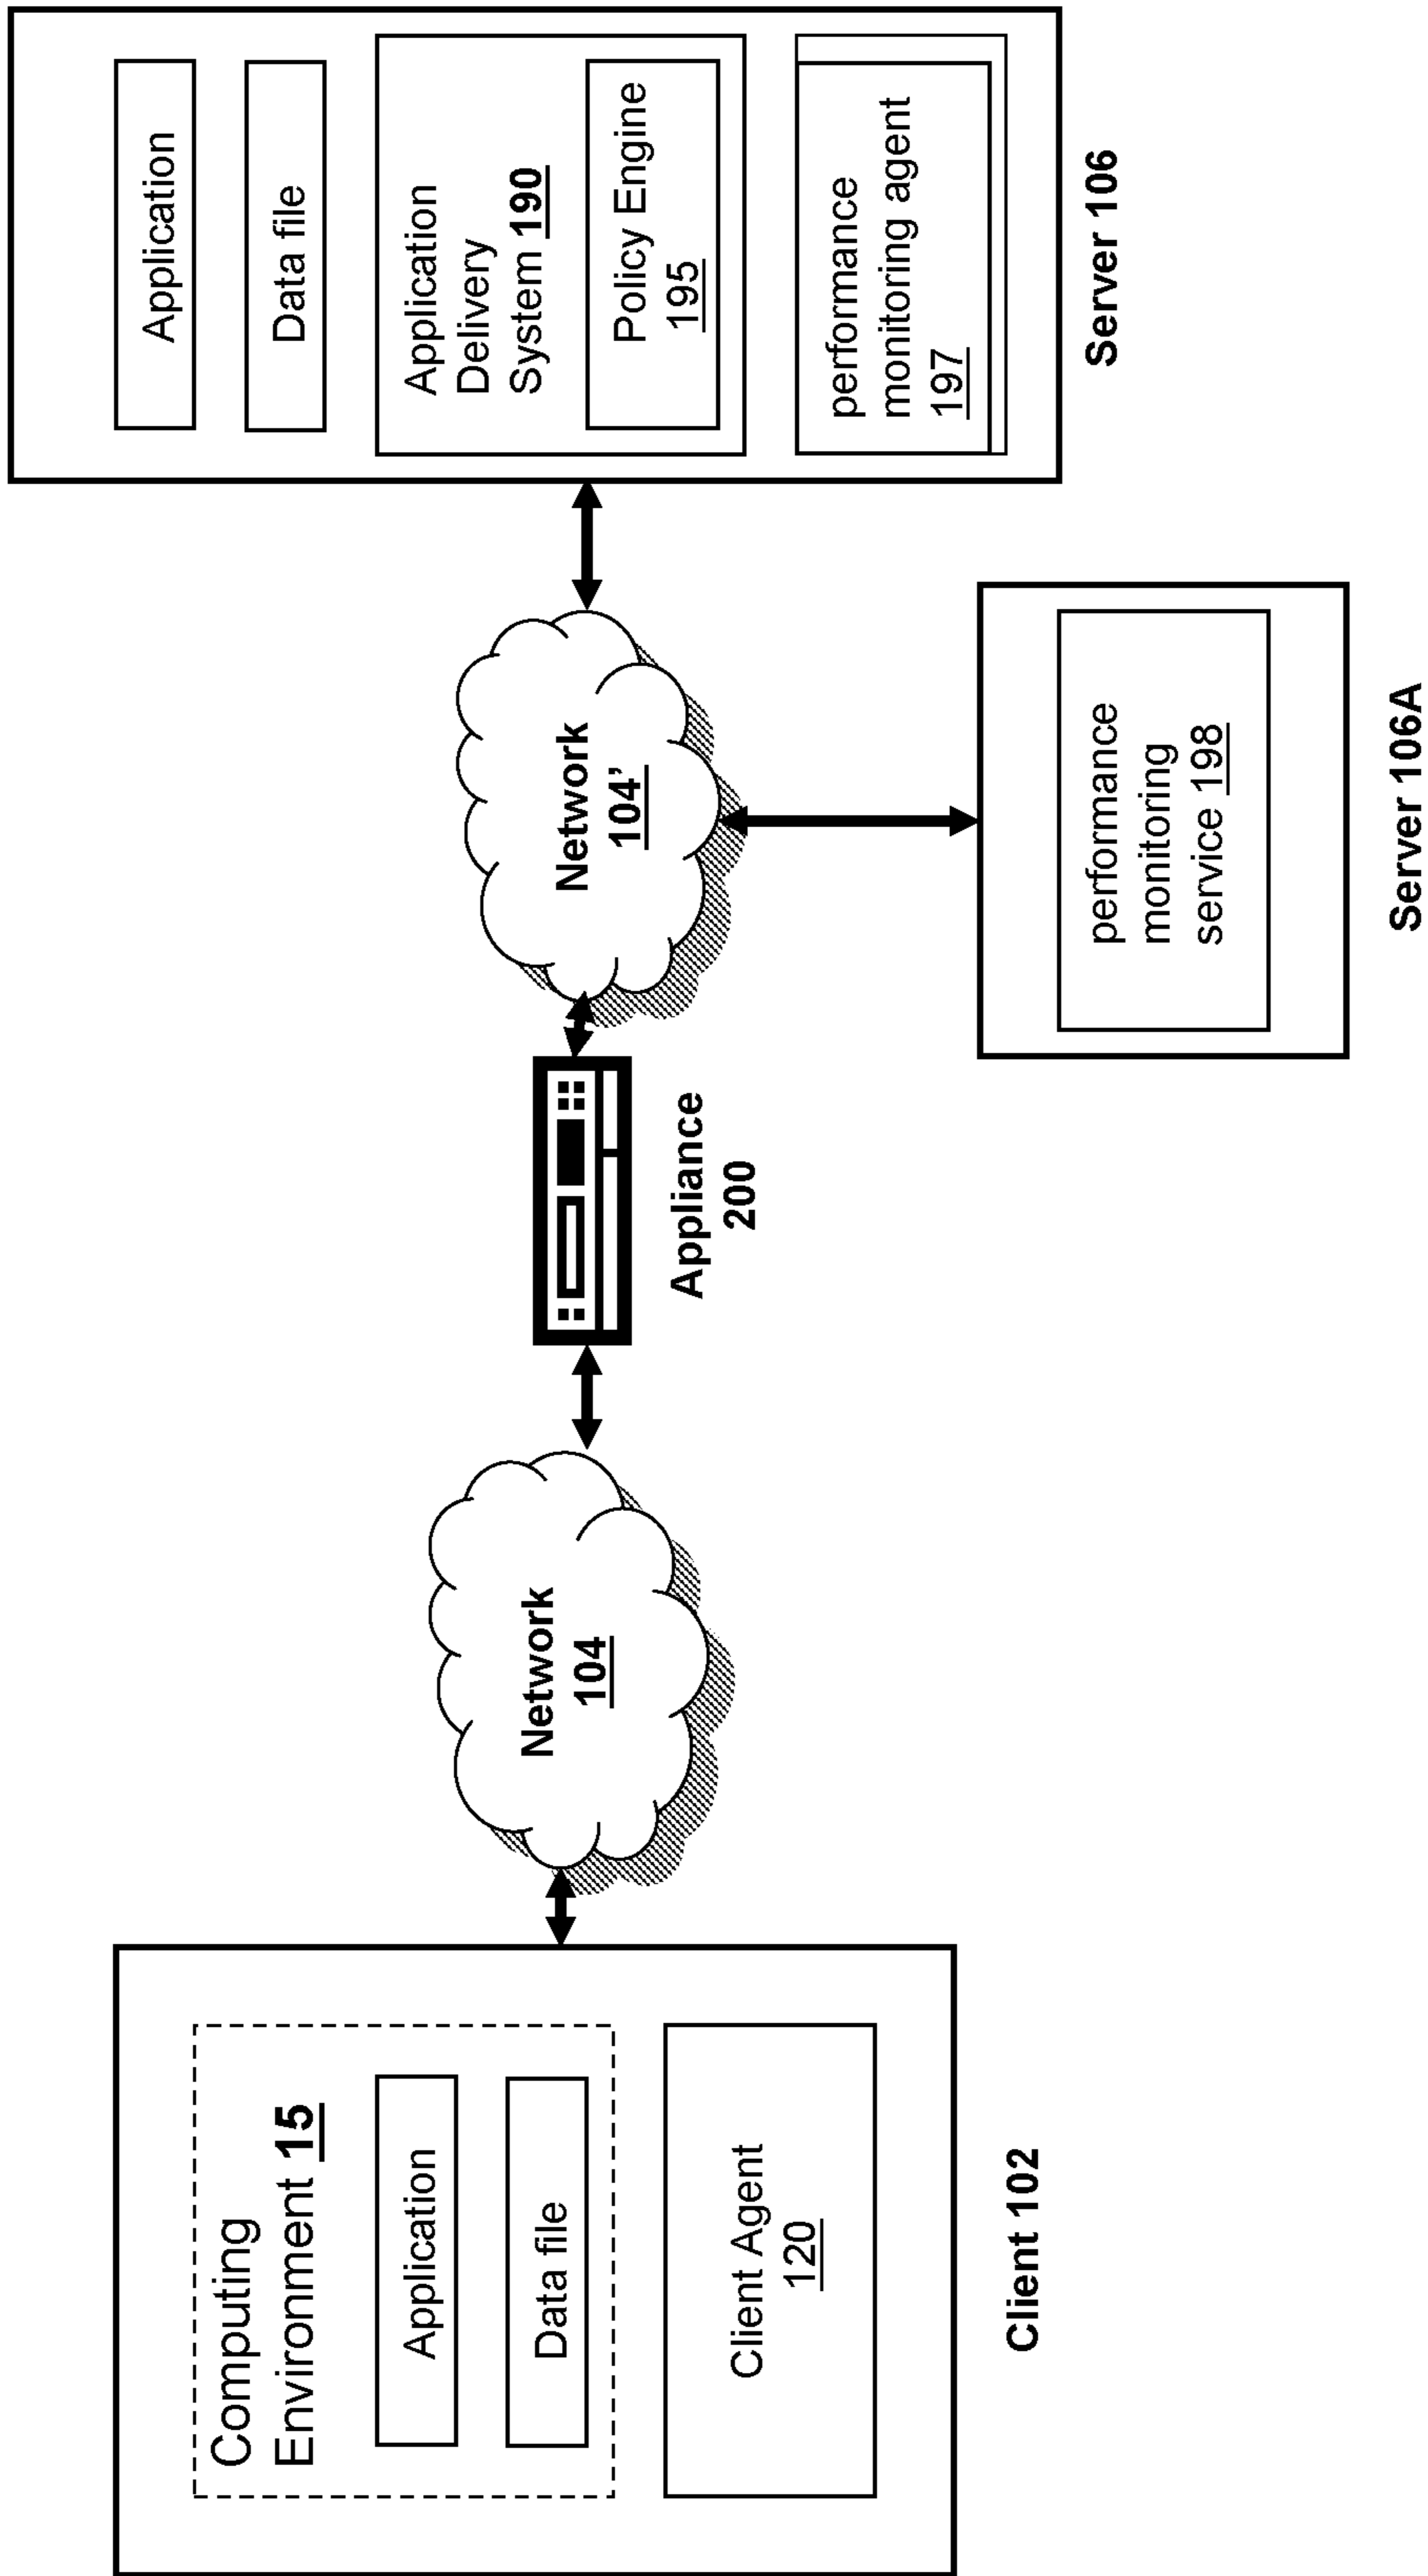 Computing
Environment 15
Application
Data file
Client Agent
120
Client 102
Network
104
Appliance
200
Network
104’
performance
monitoring
service 198
Server 106A
Application
Data file
Application
Delivery
System 190
Policy Engine
195
performance
monitoring agent
197
Server 106